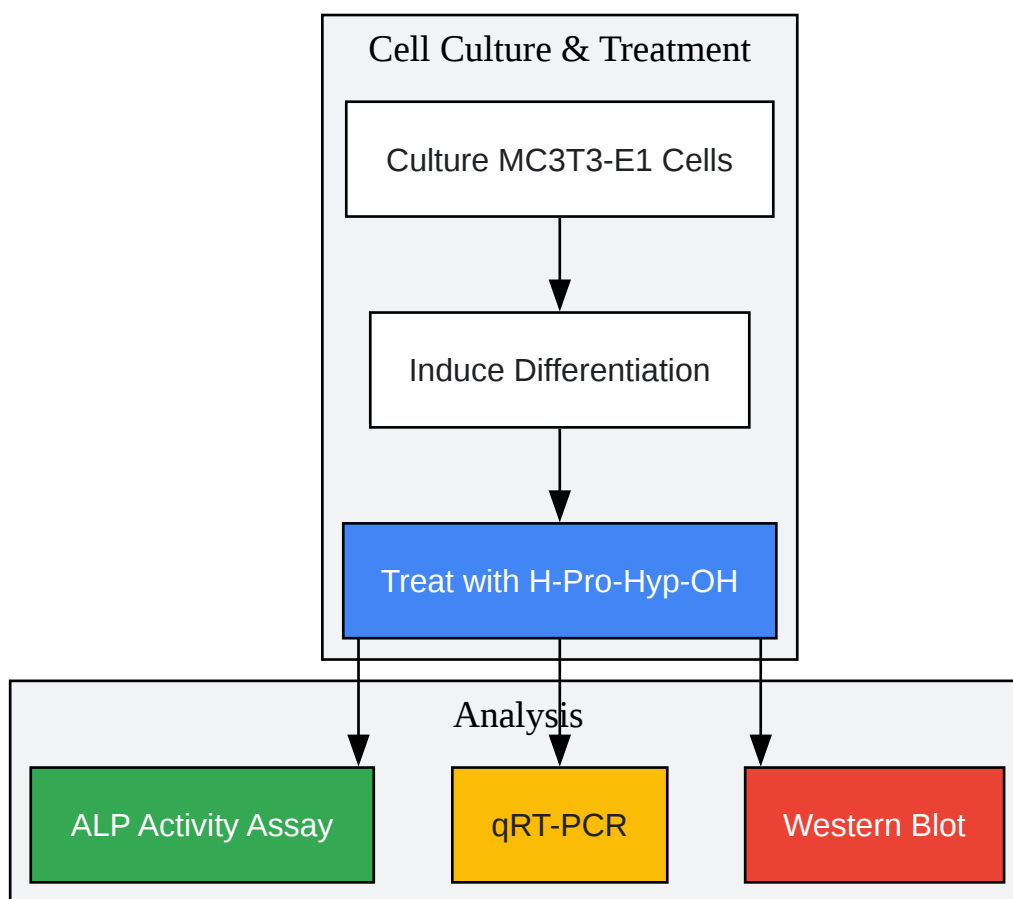 Cell Culture & Treatment
Culture MC3T3-E1 Cells
Induce Differentiation
Treat with H-Pro-Hyp-OH
Analysis
ALP Activity Assay
qRT-PCR
Western Blot